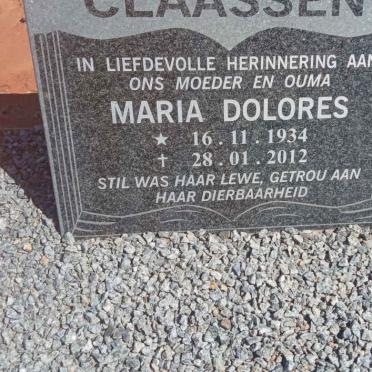 CLAASSEN
IN LIEFDEVOLLE HERINNERING AAN
ONS MOEDER EN OUMA
MARIA DOLORES
★ 16.11.1934
† 28.01.2012
STIL WAS HAAR LEWE, GETROU AAN
HAAR DIERBAARHEID